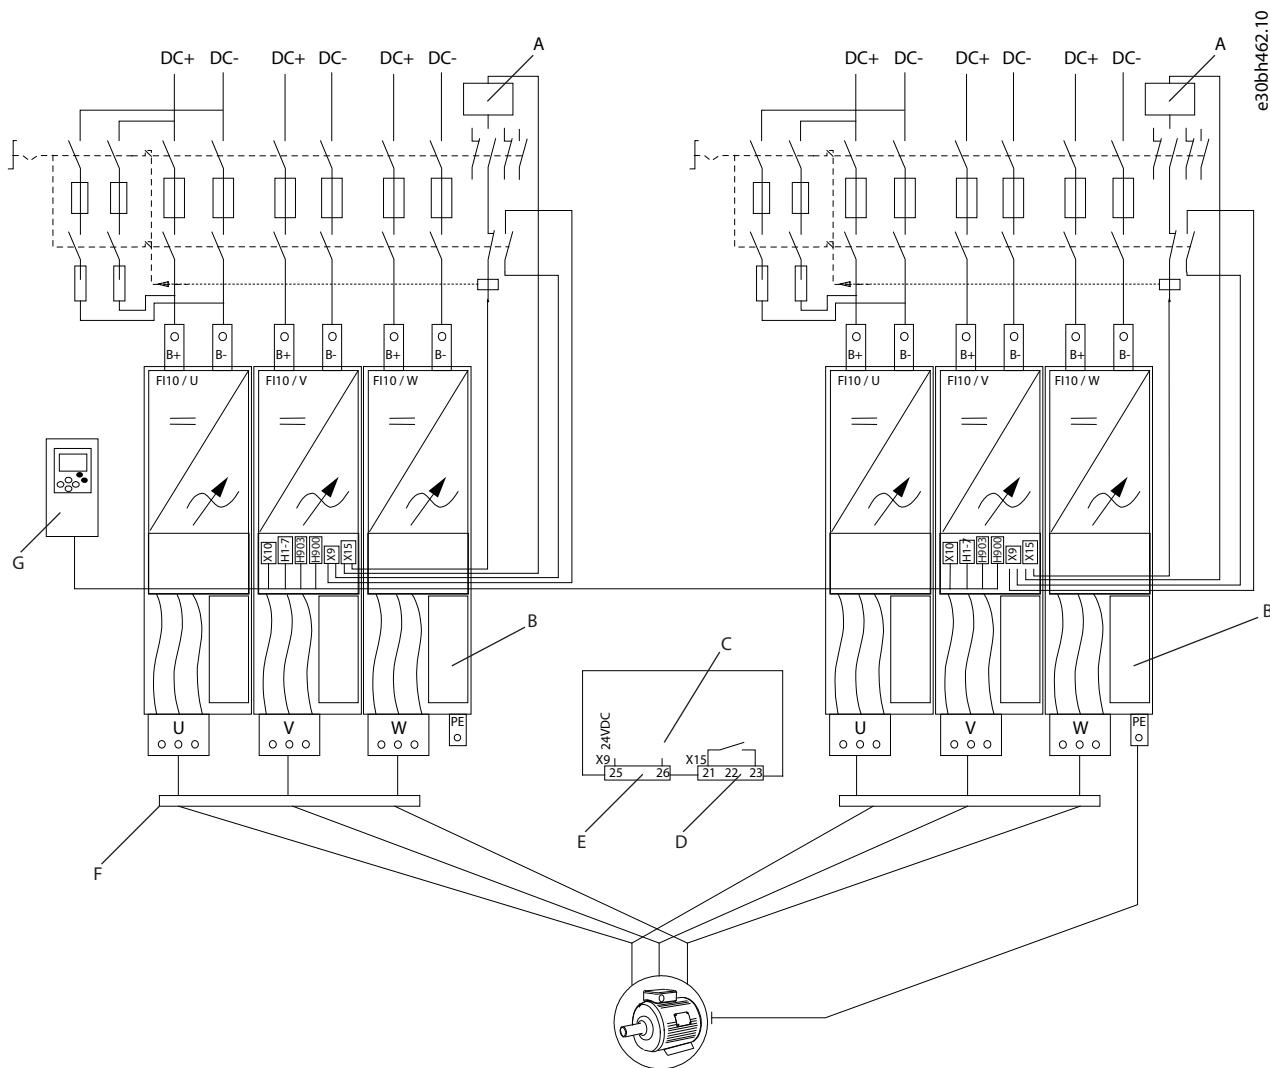 e30bh462.10
DC+ DC- DC+ DC- DC+ DC- A
DC+ DC- DC+ DC- DC+ DC- A
B+ B- B+ B- B+ B-
B+ B- B+ B- B+ B-
FI10 / U FI10 / V FI10 / W
FI10 / U FI10 / V FI10 / W
G
X10 H1-7 H903 H900 X9 X15
X10 H1-7 H903 H900 X9 X15
B
B
C
U V W PE
U V W PE
24VDC
X9 X15
25 26 21 22 23
E D
F